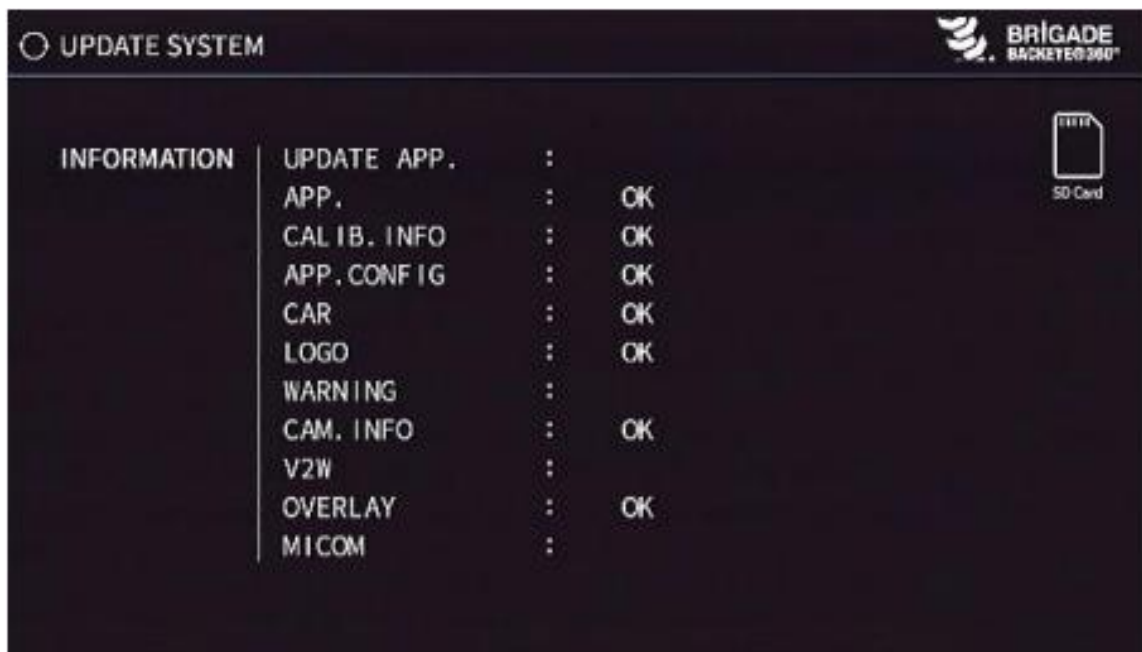 UPDATE SYSTEM
BRIGADE
BACKEYE®360°
SD Card
INFORMATION
UPDATE APP. :
APP. : OK
CALIB.INFO : OK
APP.CONFIG : OK
CAR : OK
LOGO : OK
WARNING :
CAM.INFO : OK
V2W :
OVERLAY : OK
MICOM :